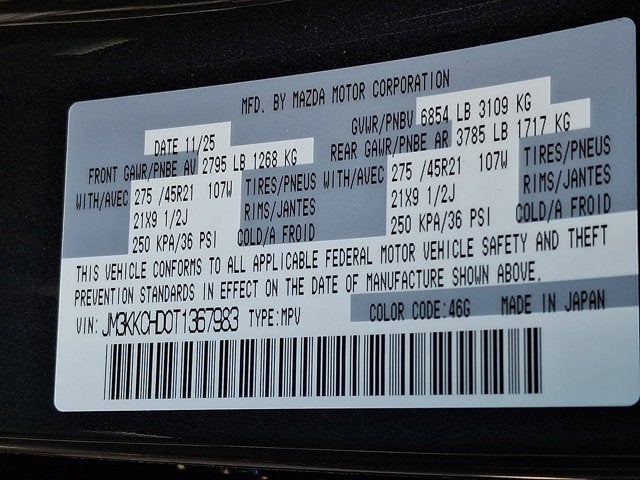 MFD. BY MAZDA MOTOR CORPORATION
DATE 11/25 GVWR/PNBV 6854 LB 3109 KG
FRONT GAWR/PNBE AV 2795 LB 1268 KG REAR GAWR/PNBE AR 3785 LB 1717 KG
WITH/AVEC 275 /45R21 107W TIRES/PNEUS WITH/AVEC 275 /45R21 107W TIRES/PNEUS
21X9 1/2J RIMS/JANTES 21X9 1/2J RIMS/JANTES
250 KPA/36 PSI COLD/A FROID 250 KPA/36 PSI COLD/A FROID
THIS VEHICLE CONFORMS TO ALL APPLICABLE FEDERAL MOTOR VEHICLE SAFETY AND THEFT
PREVENTION STANDARDS IN EFFECT ON THE DATE OF MANUFACTURE SHOWN ABOVE.
VIN: JM3KKCHD0T1367983 TYPE:MPV COLOR CODE:46G MADE IN JAPAN